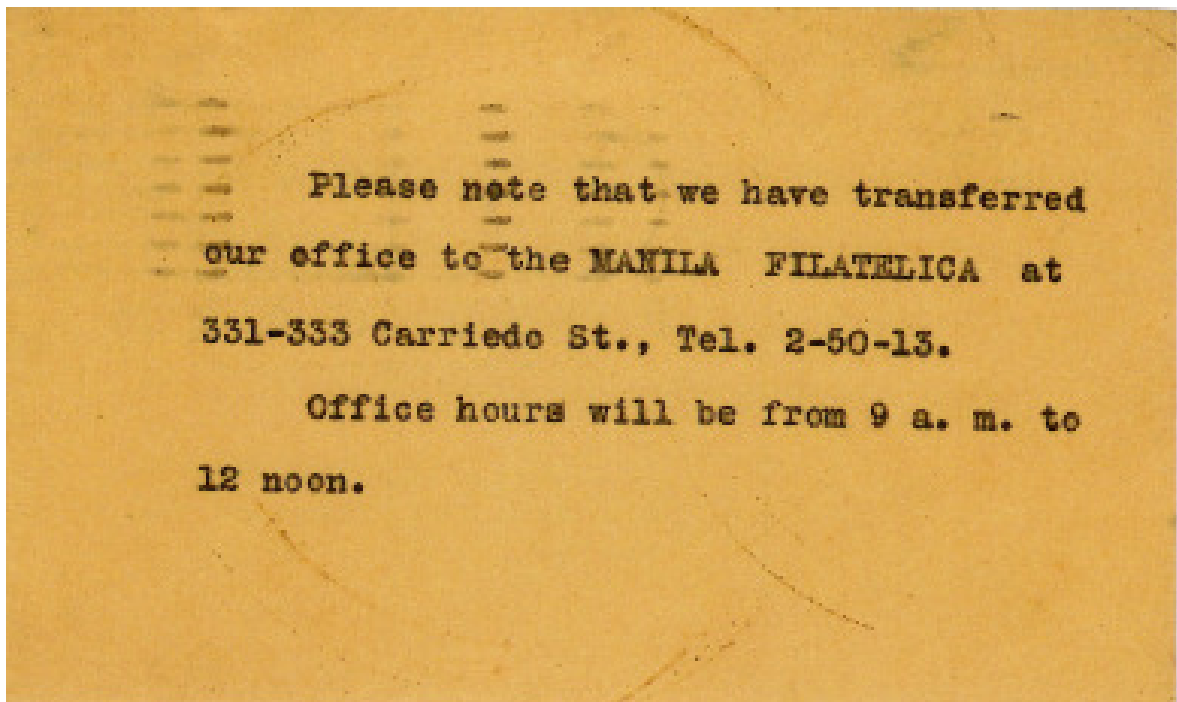 Please note that we have transferred
our office to the MANILA FILATELICA at
331-333 Carriedo St., Tel. 2-50-13.
Office hours will be from 9 a. m. to
12 noon.